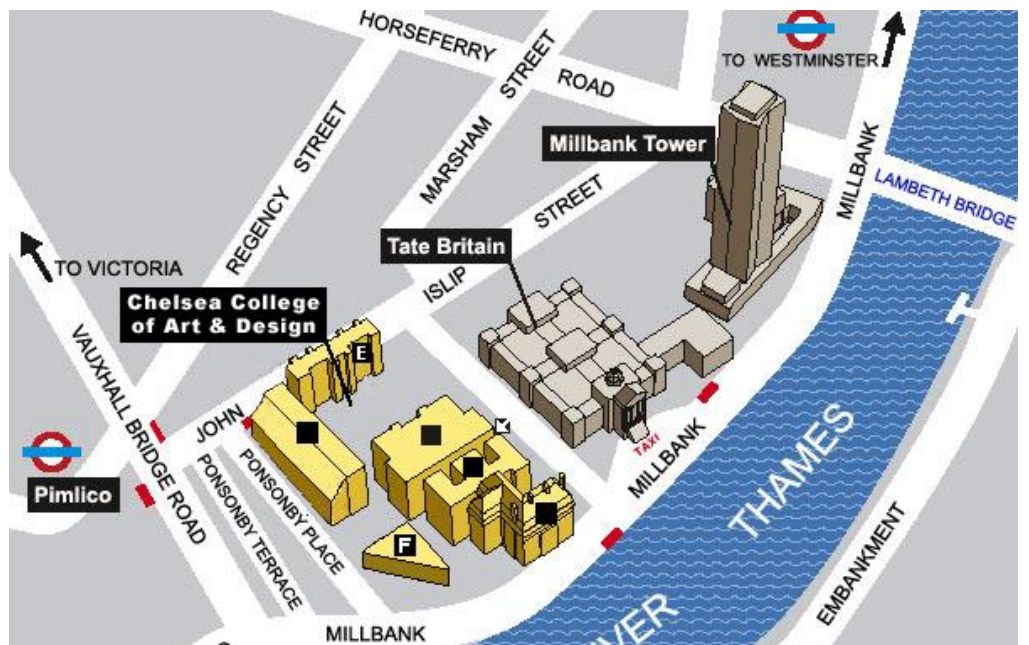 HORSEFERRY ROAD
TO WESTMINSTER
MARSHAM STREET
REGENCY STREET
Millbank Tower
MILLBANK
LAMBETH BRIDGE
Tate Britain
TO VICTORIA
Chelsea College
of Art & Design
JOHN ISLIP STREET
VAUXHALL BRIDGE ROAD
E
Pimlico
PONSONBY PLACE
PONSONBY TERRACE
F
TAXI
MILLBANK
THAMES
EMBANKMENT
MILLBANK